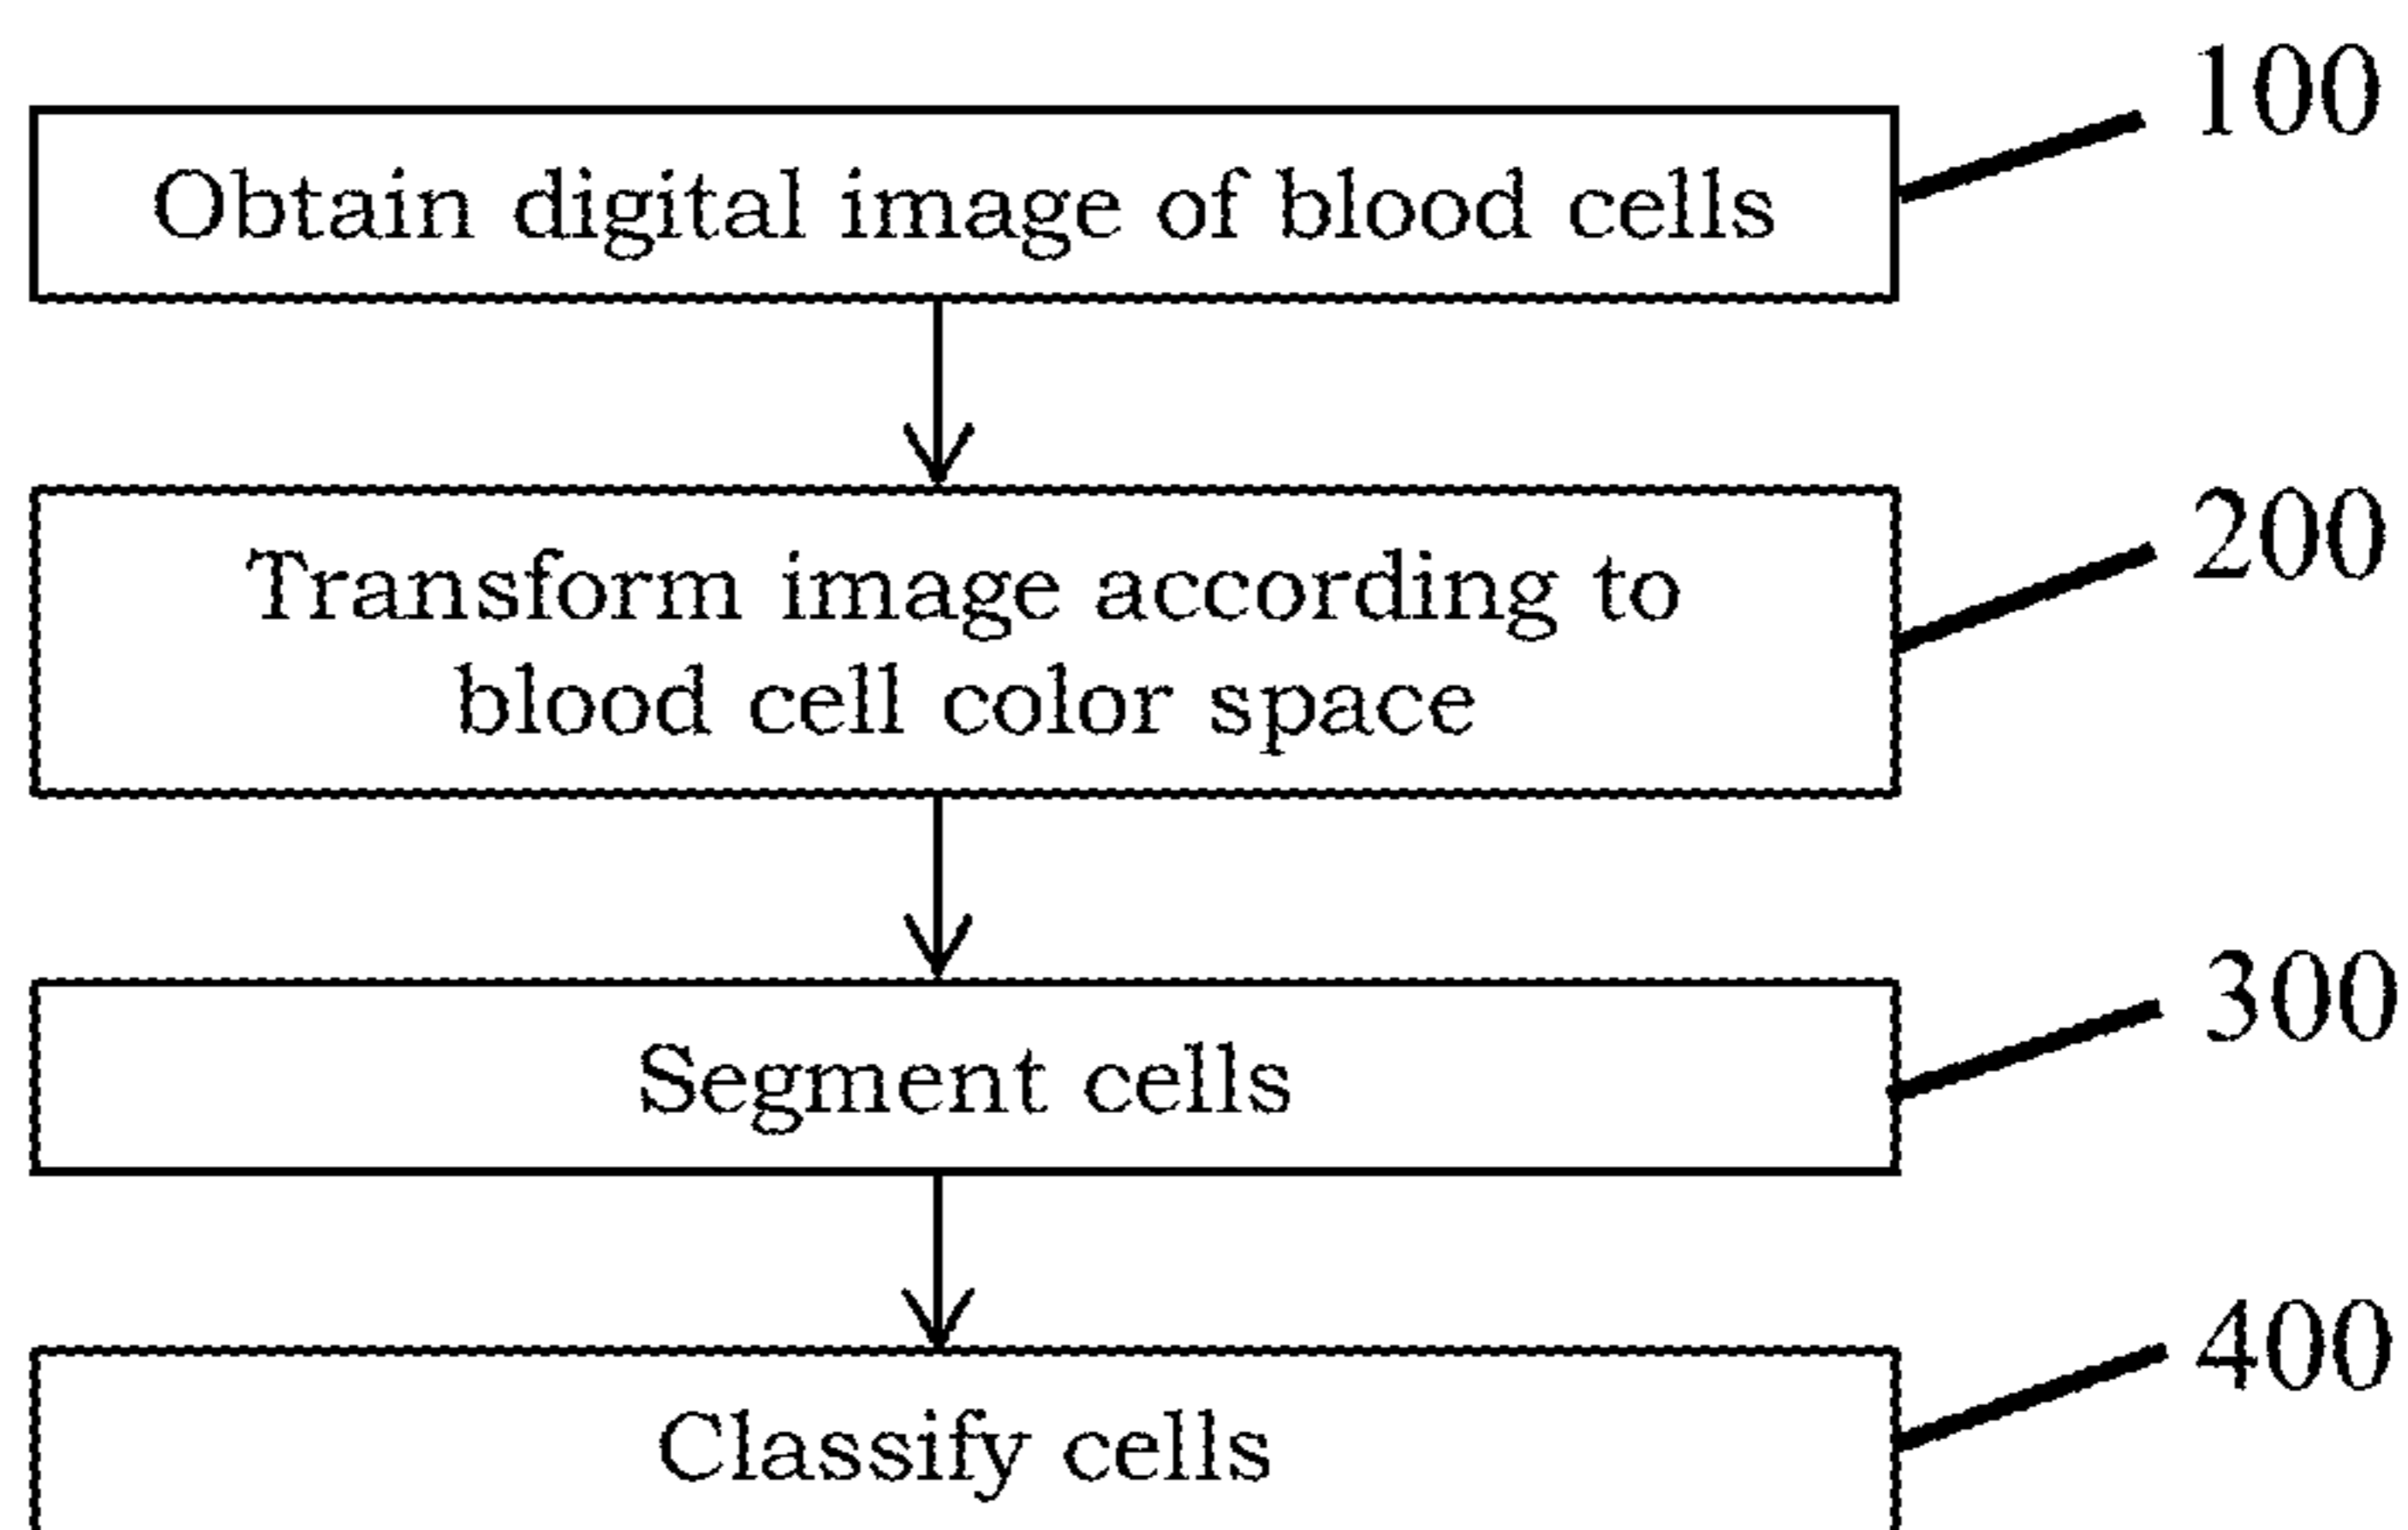 100
Obtain digital image of blood cells
200
Transform image according to
blood cell color space
300
Segment cells
400
Classify cells